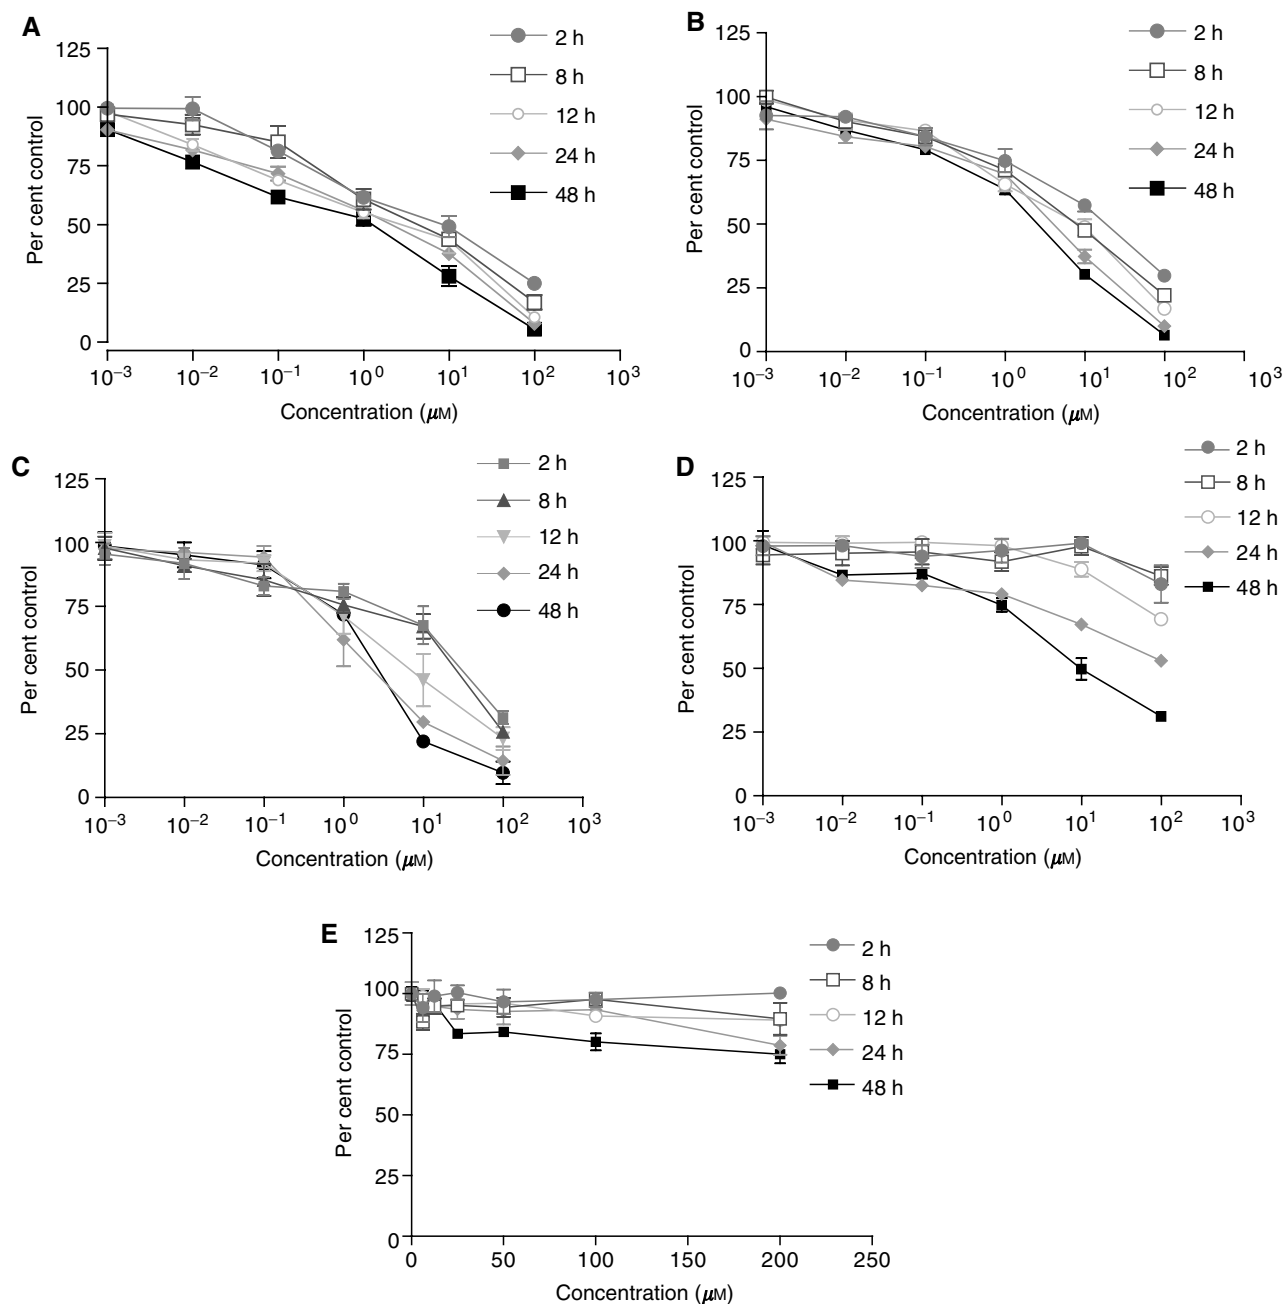 A
125
100
75
50
25
0
Per cent control
10⁻³ 10⁻² 10⁻¹ 10⁰ 10¹ 10² 10³
Concentration (μM)
2 h
8 h
12 h
24 h
48 h
B
125
100
75
50
25
0
Per cent control
10⁻³ 10⁻² 10⁻¹ 10⁰ 10¹ 10² 10³
Concentration (μM)
2 h
8 h
12 h
24 h
48 h
C
125
100
75
50
25
0
Per cent control
10⁻³ 10⁻² 10⁻¹ 10⁰ 10¹ 10² 10³
Concentration (μM)
2 h
8 h
12 h
24 h
48 h
D
125
100
75
50
25
0
Per cent control
10⁻³ 10⁻² 10⁻¹ 10⁰ 10¹ 10² 10³
Concentration (μM)
2 h
8 h
12 h
24 h
48 h
E
125
100
75
50
25
0
Per cent control
0 50 100 150 200 250
Concentration (μM)
2 h
8 h
12 h
24 h
48 h